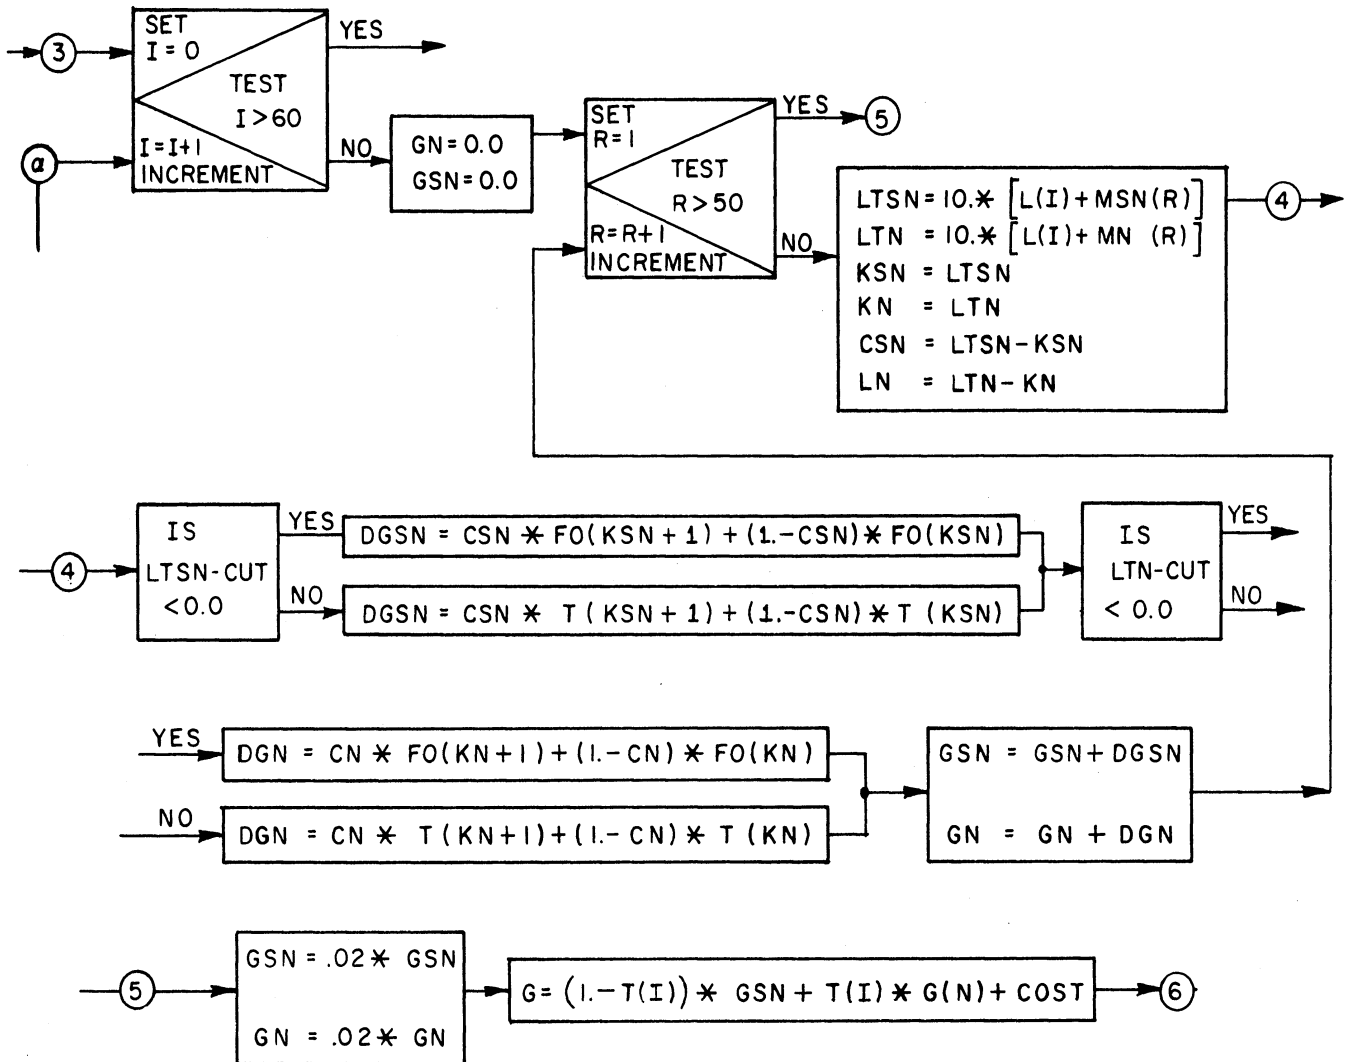 3
SET
I = 0
YES
TEST
I > 60
a
I = I+1
INCREMENT
NO
GN = 0.0
GSN = 0.0
SET
R = 1
YES
5
TEST
R > 50
R = R+1
INCREMENT
NO
LTSN = 10.* [L(I) + MSN(R)]
LTN = 10.* [L(I) + MN (R)]
KSN = LTSN
KN = LTN
CSN = LTSN - KSN
LN = LTN - KN
4
4
IS
LTSN-CUT
< 0.0
YES
DGSN = CSN * FO(KSN + 1) + (1.-CSN) * FO(KSN)
NO
DGSN = CSN * T (KSN + 1) + (1.-CSN) * T (KSN)
IS
LTN-CUT
< 0.0
YES
NO
YES
DGN = CN * FO(KN+1) + (1.- CN) * FO(KN)
NO
DGN = CN * T (KN+1) + (1.- CN) * T (KN)
GSN = GSN + DGSN
GN = GN + DGN
5
GSN = .02 * GSN
GN = .02 * GN
G = (1.- T(I)) * GSN + T(I) * G(N) + COST
6